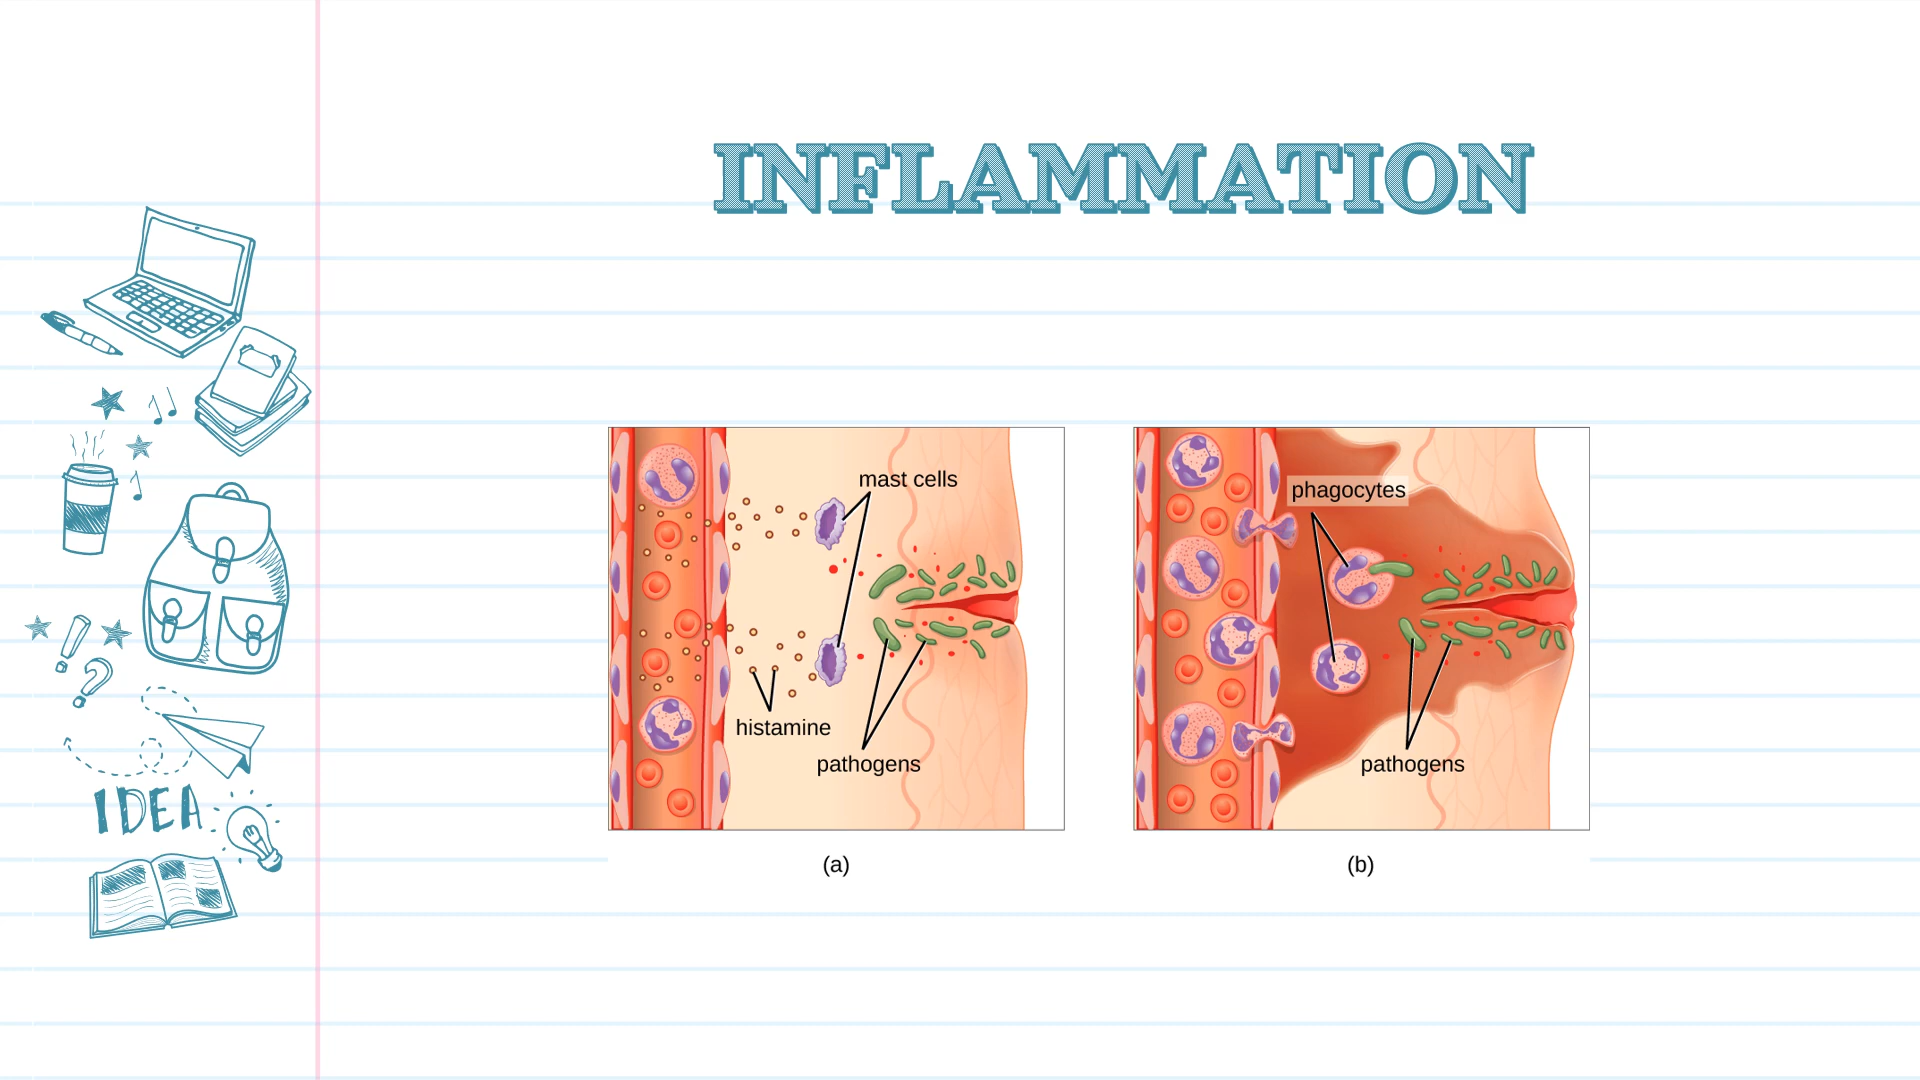 INFLAMMATION
mast cells
histamine
pathogens
(a)
phagocytes
pathogens
(b)
!
?
IDEA